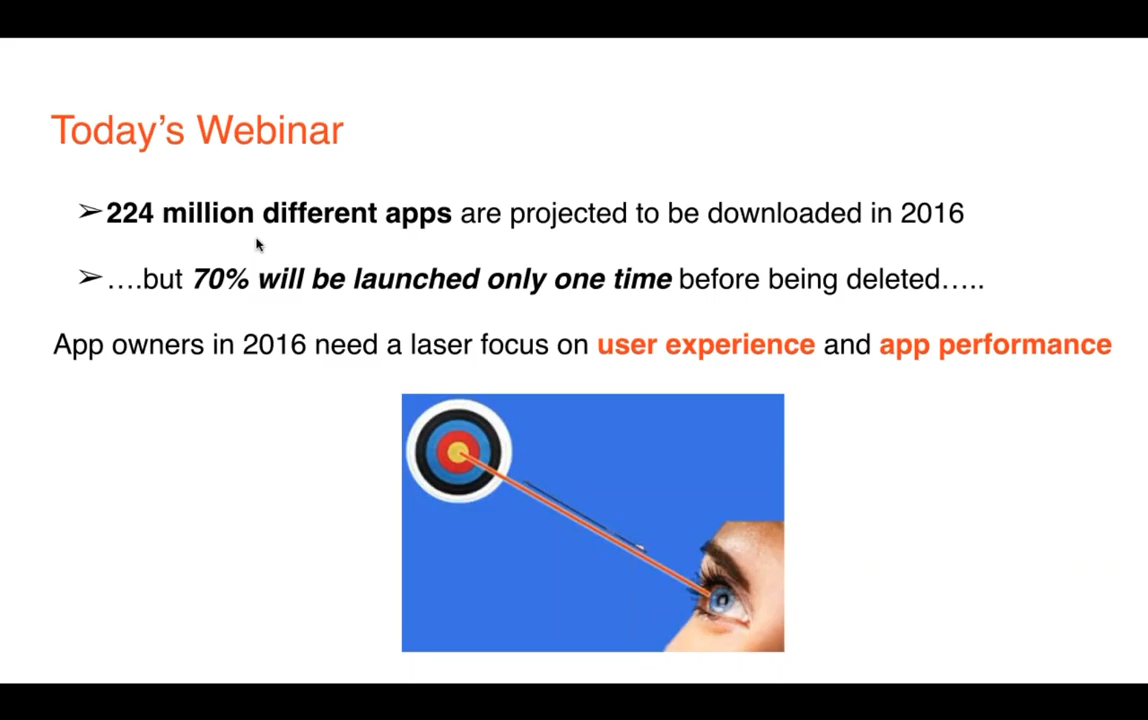 Today's Webinar
➢224 million different apps are projected to be downloaded in 2016
➢….but 70% will be launched only one time before being deleted…..
App owners in 2016 need a laser focus on user experience and app performance